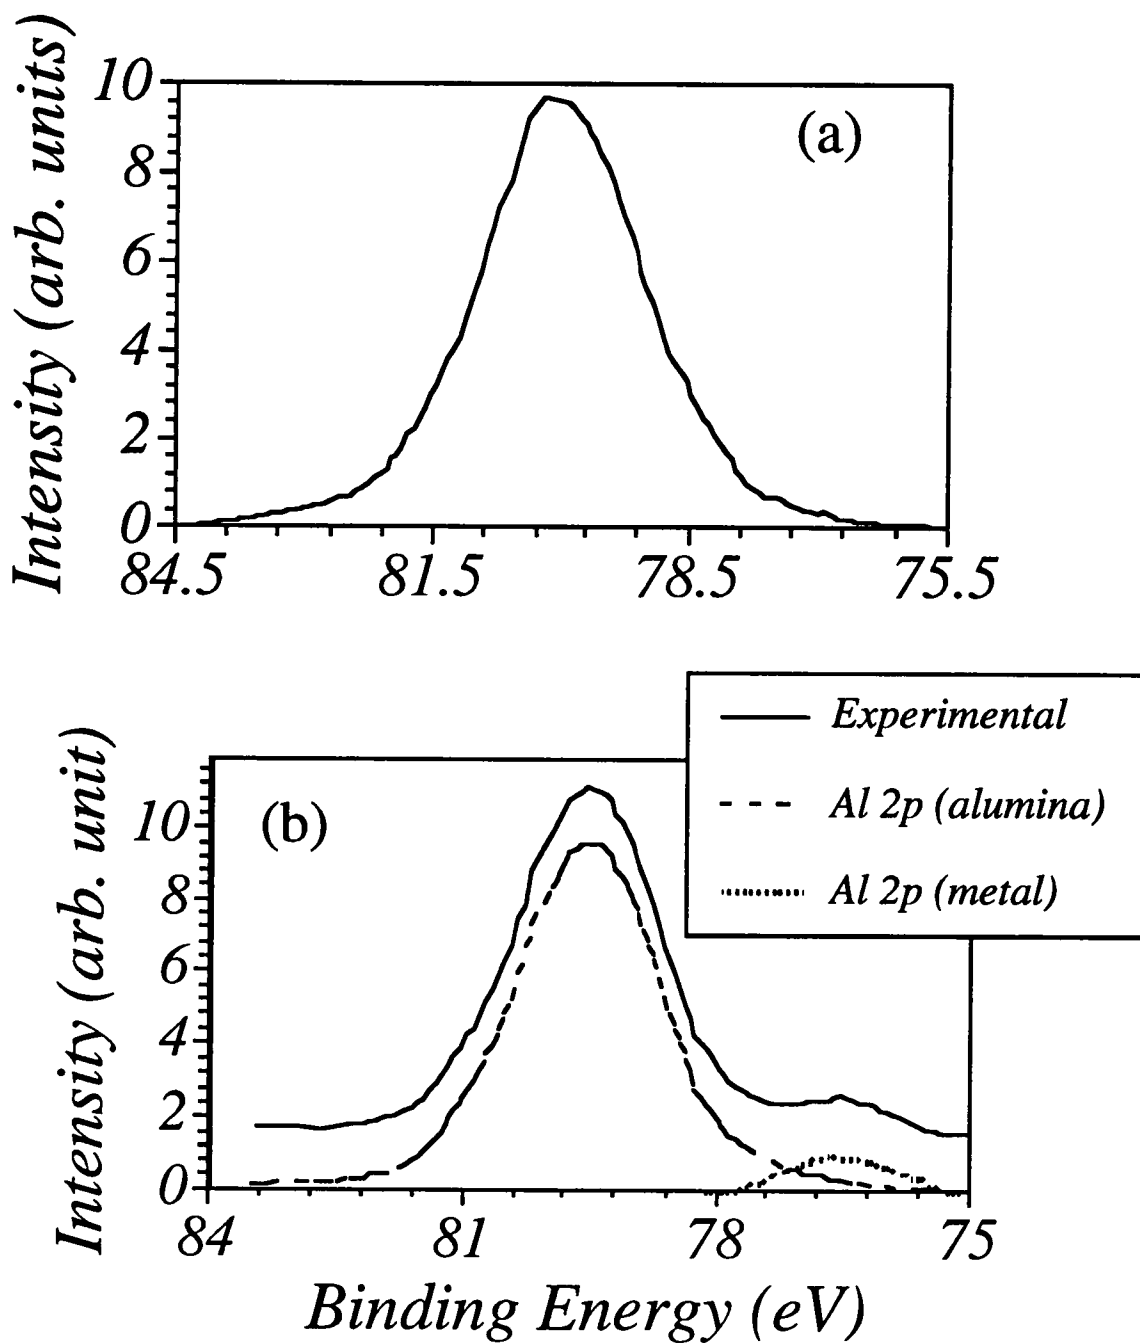 Intensity (arb. units)
10
8
6
4
2
0
(a)
84.5 81.5 78.5 75.5
Experimental
Al 2p (alumina)
Al 2p (metal)
Intensity (arb. unit)
10
8
6
4
2
0
(b)
84 81 78 75
Binding Energy (eV)